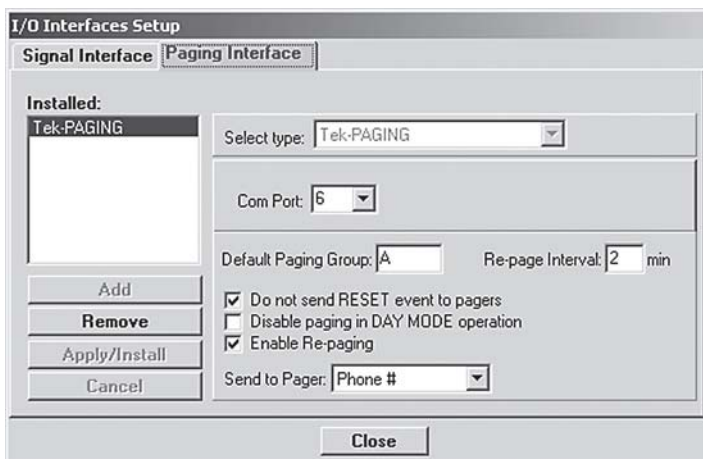 I/O Interfaces Setup
Signal Interface Paging Interface
Installed:
Tek-PAGING
Select type: Tek-PAGING
Com Port: 6
Default Paging Group: A Re-page Interval: 2 min
Add
Remove
Apply/Install
Cancel
Do not send RESET event to pagers
Disable paging in DAY MODE operation
Enable Re-paging
Send to Pager: Phone #
Close